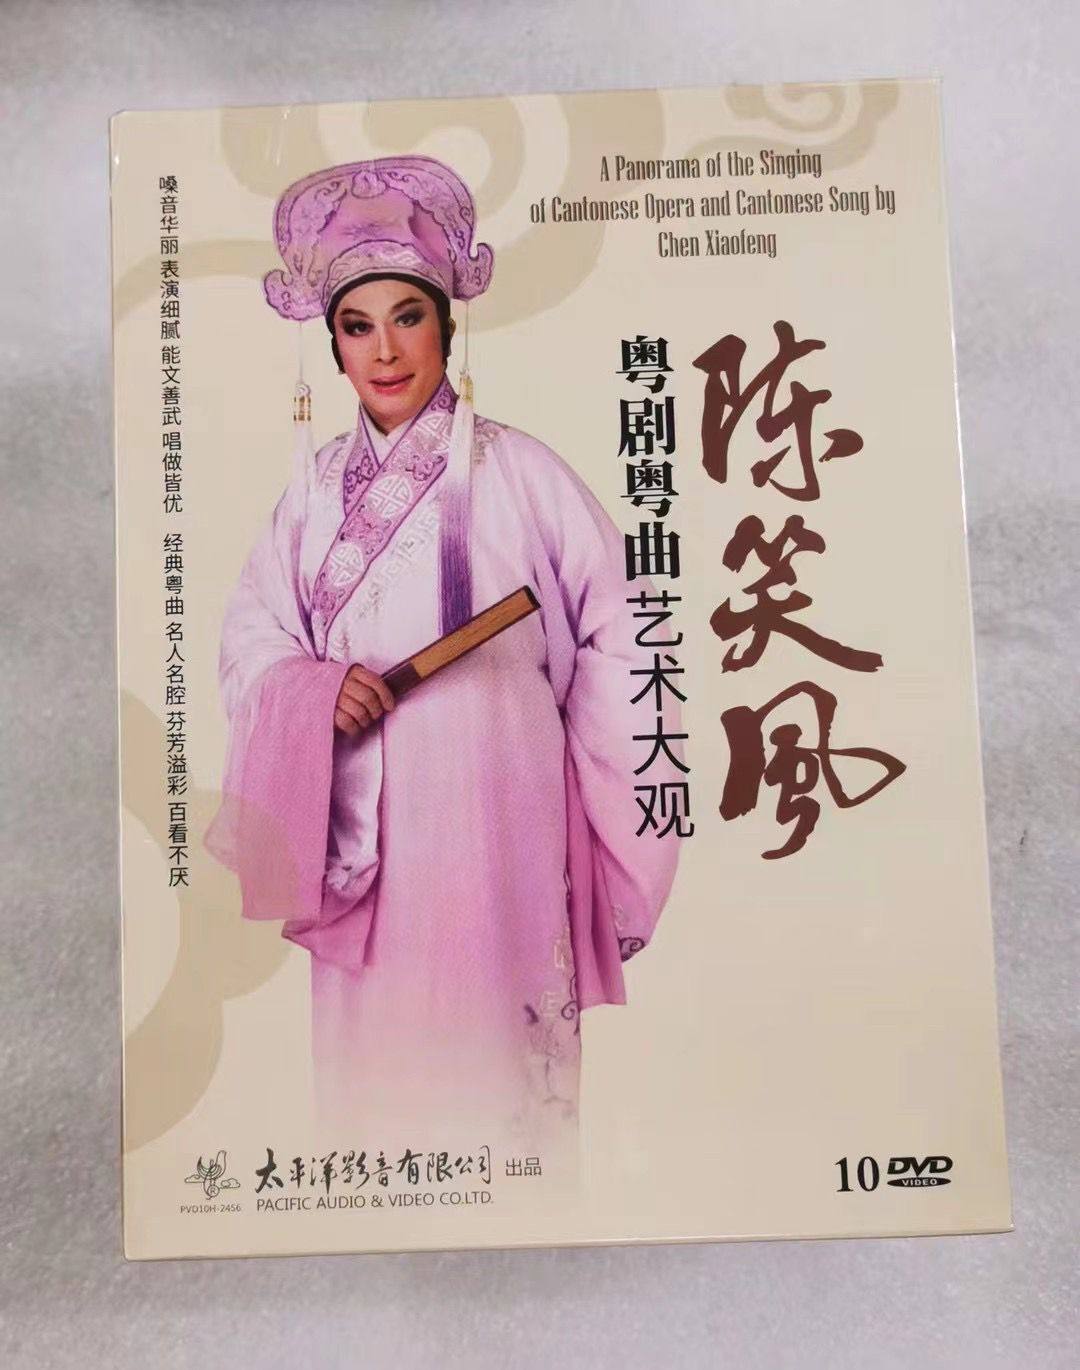 A Panorama of the Singing
of Cantonese Opera and Cantonese Song by
Chen Xiaofeng
陈笑風
粤剧粤曲艺术大观
嗓音华丽 表演细腻 能文善武 唱做皆优 经典粤曲 名人名腔 芬芳溢彩 百看不厌
PVD10H-2456
太平洋影音有限公司 出品
PACIFIC AUDIO & VIDEO CO.LTD.
10 DVD
VIDEO